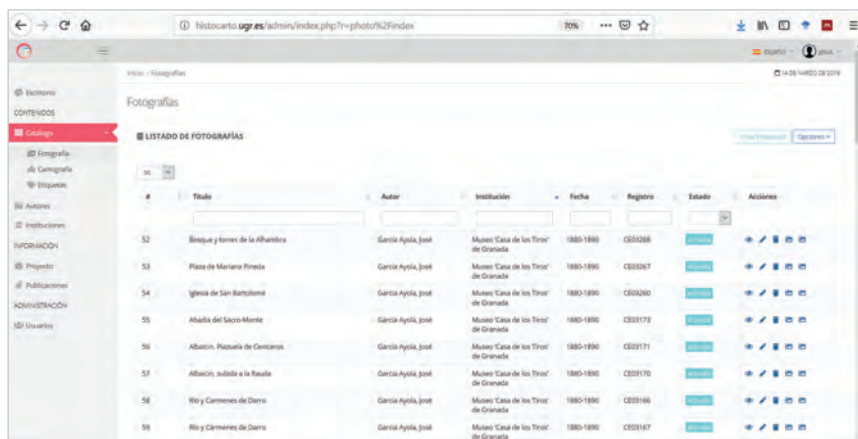 histocarto.ugr.es/admin/index.php?r=photo%2Findex
70%
Inicio / Fotografías
14 DE MARZO DE 2019
Escritorio
CONTENIDOS
Catálogo
Fotografía
Cartografía
Etiquetas
Autores
Instituciones
INFORMACIÓN
Proyecto
Publicaciones
ADMINISTRACIÓN
Usuarios
Fotografías
LISTADO DE FOTOGRAFÍAS
Opciones
50
# Título Autor Institución Fecha Registro Estado Acciones
52 Bosque y torres de la Alhambra García Ayola, José Museo 'Casa de los Tiros' de Granada 1880-1890 CE03288
53 Plaza de Mariana Pineda García Ayola, José Museo 'Casa de los Tiros' de Granada 1880-1890 CE03267
54 Iglesia de San Bartolomé García Ayola, José Museo 'Casa de los Tiros' de Granada 1880-1890 CE03260
55 Abadía del Sacro-Monte García Ayola, José Museo 'Casa de los Tiros' de Granada 1880-1890 CE03173
56 Albaicín. Plazuela de Ceniceros García Ayola, José Museo 'Casa de los Tiros' de Granada 1880-1890 CE03171
57 Albaicín, subida a la Rauda García Ayola, José Museo 'Casa de los Tiros' de Granada 1880-1890 CE03170
58 Río y Cármenes de Darro García Ayola, José Museo 'Casa de los Tiros' de Granada 1880-1890 CE03166
59 Río y Cármenes de Darro García Ayola, José Museo 'Casa de los Tiros' de Granada 1880-1890 CE03167